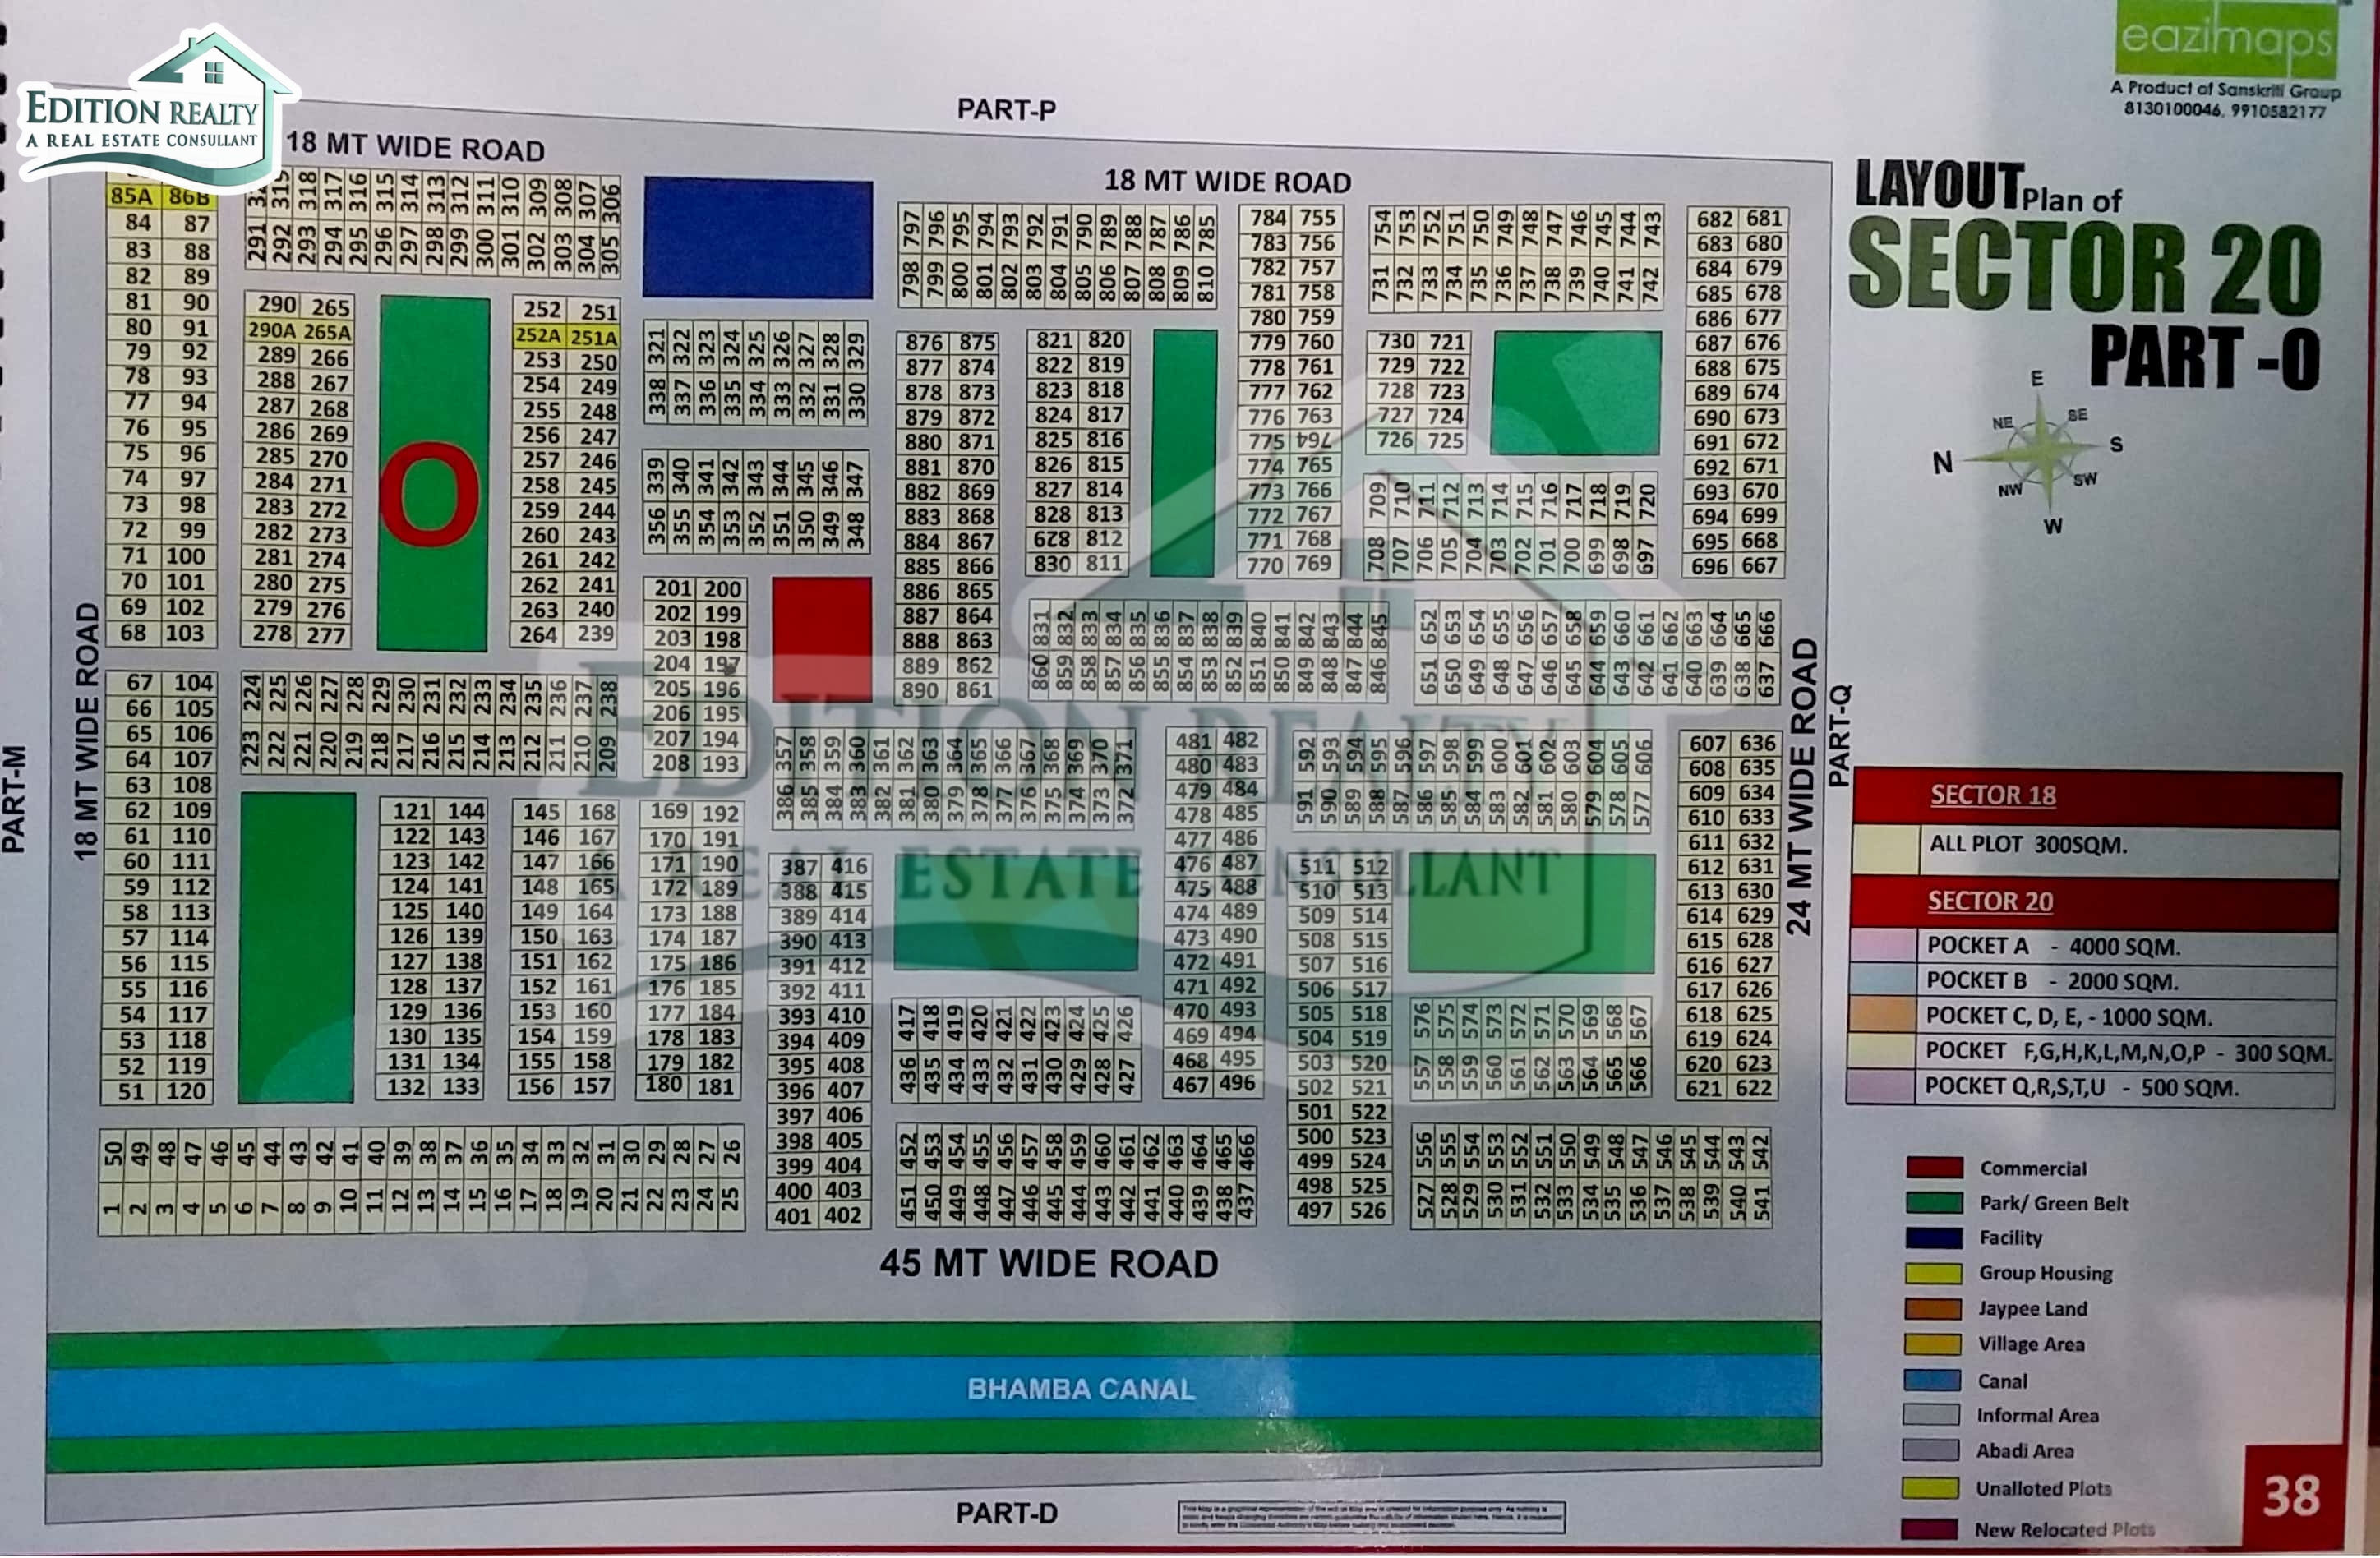 EDITION REALTY
A REAL ESTATE CONSULLANT
eazimaps
A Product of Sanskriti Group
8130100046, 9910582177
PART-P
18 MT WIDE ROAD
18 MT WIDE ROAD
LAYOUT Plan of
SECTOR 20
PART -O
E
NE SE
N S
NW SW
W
85A 86B
84 87
83 88
82 89
81 90
80 91
79 92
78 93
77 94
76 95
75 96
74 97
73 98
72 99
71 100
70 101
69 102
68 103
67 104
66 105
65 106
64 107
63 108
62 109
61 110
60 111
59 112
58 113
57 114
56 115
55 116
54 117
53 118
52 119
51 120
319 318 317 316 315 314 313 312 311 310 309 308 307 306
291 292 293 294 295 296 297 298 299 300 301 302 303 304 305
290 265
290A 265A
289 266
288 267
287 268
286 269
285 270
284 271
283 272
282 273
281 274
280 275
279 276
278 277
O
252 251
252A 251A
253 250
254 249
255 248
256 247
257 246
258 245
259 244
260 243
261 242
262 241
263 240
264 239
321 322 323 324 325 326 327 328 329
338 337 336 335 334 333 332 331 330
339 340 341 342 343 344 345 346 347
356 355 354 353 352 351 350 349 348
201 200
202 199
203 198
204 197
205 196
206 195
207 194
208 193
224 225 226 227 228 229 230 231 232 233 234 235 236 237 238
223 222 221 220 219 218 217 216 215 214 213 212 211 210 209
121 144
122 143
123 142
124 141
125 140
126 139
127 138
128 137
129 136
130 135
131 134
132 133
145 168
146 167
147 166
148 165
149 164
150 163
151 162
152 161
153 160
154 159
155 158
156 157
169 192
170 191
171 190
172 189
173 188
174 187
175 186
176 185
177 184
178 183
179 182
180 181
50 49 48 47 46 45 44 43 42 41 40 39 38 37 36 35 34 33 32 31 30 29 28 27 26
1 2 3 4 5 6 7 8 9 10 11 12 13 14 15 16 17 18 19 20 21 22 23 24 25
797 796 795 794 793 792 791 790 789 788 787 786 785
798 799 800 801 802 803 804 805 806 807 808 809 810
876 875
877 874
878 873
879 872
880 871
881 870
882 869
883 868
884 867
885 866
886 865
887 864
888 863
889 862
890 861
821 820
822 819
823 818
824 817
825 816
826 815
827 814
828 813
628 812
830 811
784 755
783 756
782 757
781 758
780 759
779 760
778 761
777 762
776 763
775 764
774 765
773 766
772 767
771 768
770 769
754 753 752 751 750 749 748 747 746 745 744 743
731 732 733 734 735 736 737 738 739 740 741 742
730 721
729 722
728 723
727 724
726 725
709 710 711 712 713 714 715 716 717 718 719 720
708 707 706 705 704 703 702 701 700 699 698 697
682 681
683 680
684 679
685 678
686 677
687 676
688 675
689 674
690 673
691 672
692 671
693 670
694 699
695 668
696 667
831 832 833 834 835 836 837 838 839 840 841 842 843 844 845
860 859 858 857 856 855 854 853 852 851 850 849 848 847 846
652 653 654 655 656 657 658 659 660 661 662 663 664 665 666
651 650 649 648 647 646 645 644 643 642 641 640 639 638 637
357 358 359 360 361 362 363 364 365 366 367 368 369 370 371
386 385 384 383 382 381 380 379 378 377 376 375 374 373 372
387 416
388 415
389 414
390 413
391 412
392 411
393 410
394 409
395 408
396 407
397 406
398 405
399 404
400 403
401 402
417 418 419 420 421 422 423 424 425 426
436 435 434 433 432 431 430 429 428 427
452 453 454 455 456 457 458 459 460 461 462 463 464 465 466
451 450 449 448 447 446 445 444 443 442 441 440 439 438 437
481 482
480 483
479 484
478 485
477 486
476 487
475 488
474 489
473 490
472 491
471 492
470 493
469 494
468 495
467 496
592 593 594 595 596 597 598 599 600 601 602 603 604 605 606
591 590 589 588 587 586 585 584 583 582 581 580 579 578 577
511 512
510 513
509 514
508 515
507 516
506 517
505 518
504 519
503 520
502 521
501 522
500 523
499 524
498 525
497 526
576 575 574 573 572 571 570 569 568 567
557 558 559 560 561 562 563 564 565 566
556 555 554 553 552 551 550 549 548 547 546 545 544 543 542
527 528 529 530 531 532 533 534 535 536 537 538 539 540 541
607 636
608 635
609 634
610 633
611 632
612 631
613 630
614 629
615 628
616 627
617 626
618 625
619 624
620 623
621 622
EDITION REALTY
A REAL ESTATE CONSULLANT
PART-M
18 MT WIDE ROAD
24 MT WIDE ROAD
PART-Q
45 MT WIDE ROAD
BHAMBA CANAL
PART-D
SECTOR 18
ALL PLOT 300SQM.
SECTOR 20
POCKET A - 4000 SQM.
POCKET B - 2000 SQM.
POCKET C, D, E, - 1000 SQM.
POCKET F,G,H,K,L,M,N,O,P - 300 SQM.
POCKET Q,R,S,T,U - 500 SQM.
Commercial
Park/ Green Belt
Facility
Group Housing
Jaypee Land
Village Area
Canal
Informal Area
Abadi Area
Unalloted Plots
New Relocated Plots
38